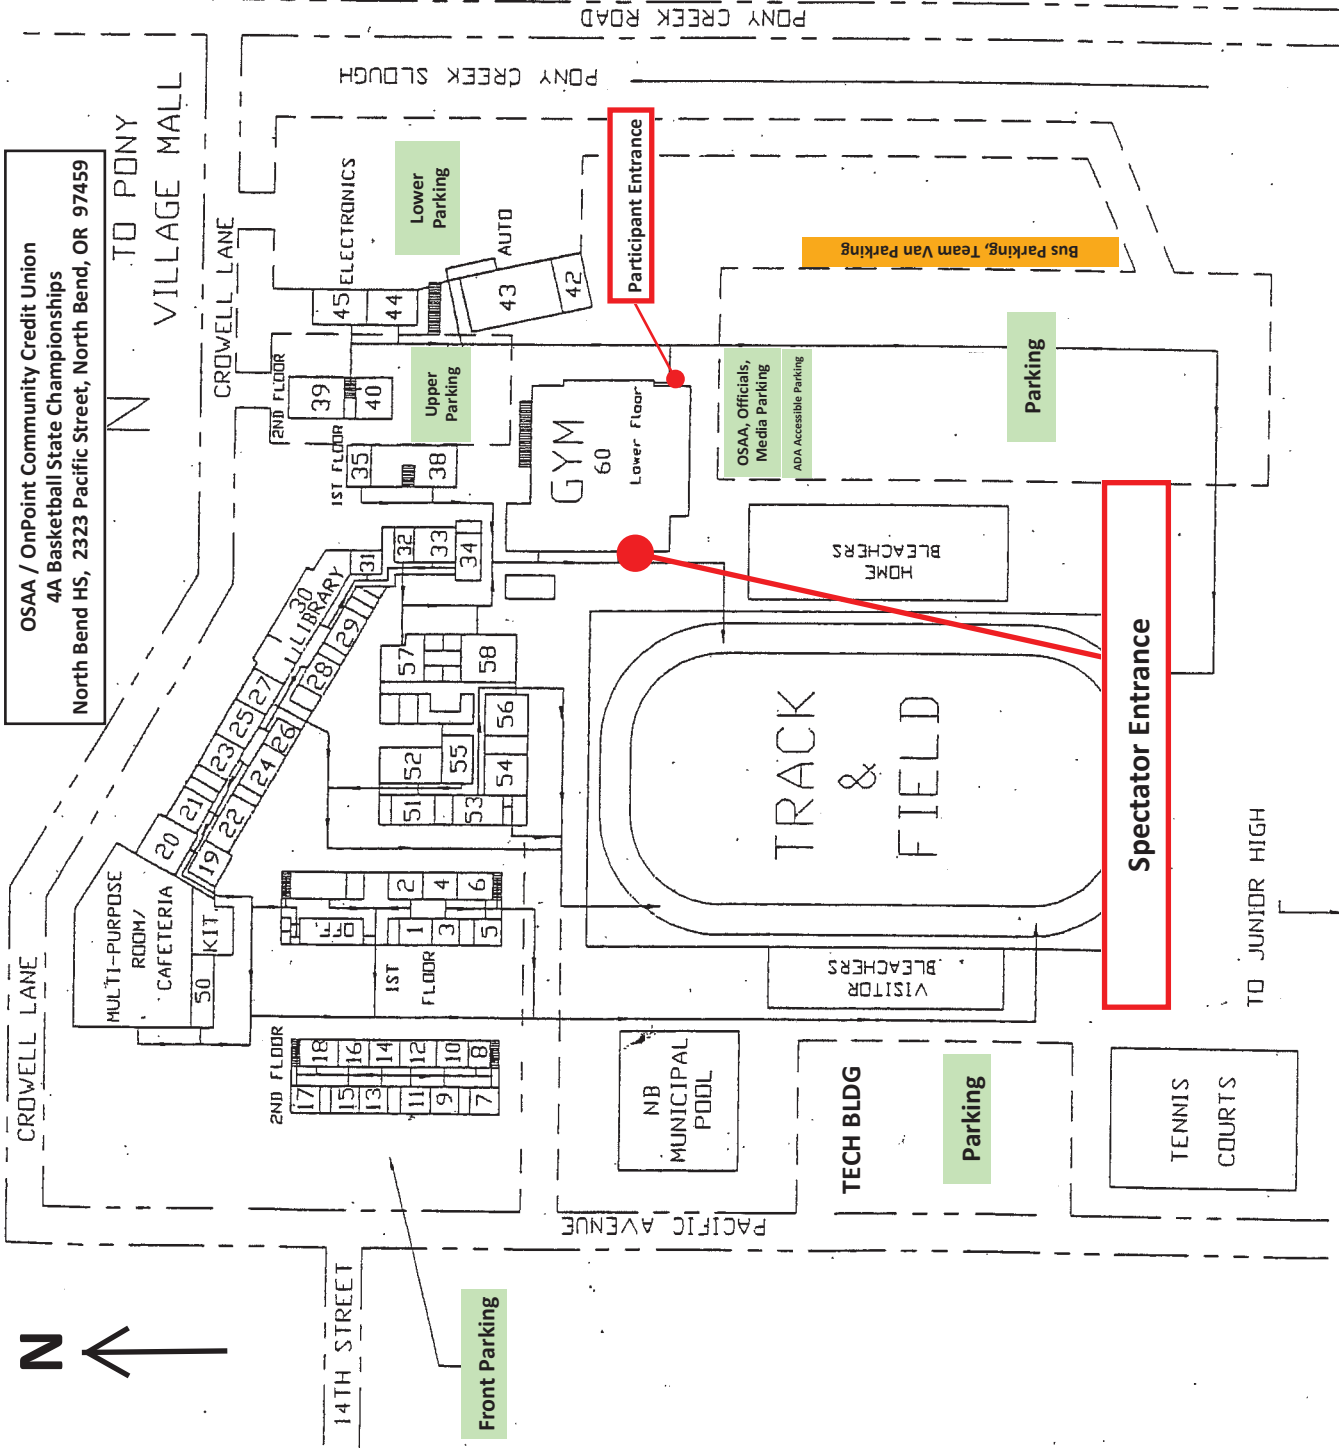 OSAA / OnPoint Community Credit Union
4A Basketball State Championships
North Bend HS, 2323 Pacific Street, North Bend, OR 97459
TO PONY
VILLAGE MALL
N
CROWELL LANE
CROWELL LANE
PONY CREEK ROAD
PONY CREEK SLOUGH
ELECTRONICS
Lower
Parking
45
44
AUTO
43
42
Participant Entrance
Bus Parking, Team Van Parking
2ND FLOOR
39
40
Upper
Parking
1ST FLOOR
35
38
GYM
60
Lower Floor
OSAA, Officials,
Media Parking
ADA Accessible Parking
Parking
31
32
33
34
30
LIBRARY
29
28
27
26
25
24
23
22
21
20
19
57
58
56
55
54
52
51
53
HOME
BLEACHERS
TRACK
&
FIELD
Spectator Entrance
VISITOR
BLEACHERS
TO JUNIOR HIGH
MULTI-PURPOSE
ROOM/
CAFETERIA
KIT
50
OFF.
2
4
6
1
3
5
1ST
FLOOR
2ND FLOOR
18
16
14
12
10
8
17
15
13
11
9
7
NB
MUNICIPAL
POOL
TECH BLDG
Parking
TENNIS
COURTS
PACIFIC AVENUE
14TH STREET
Front Parking
N